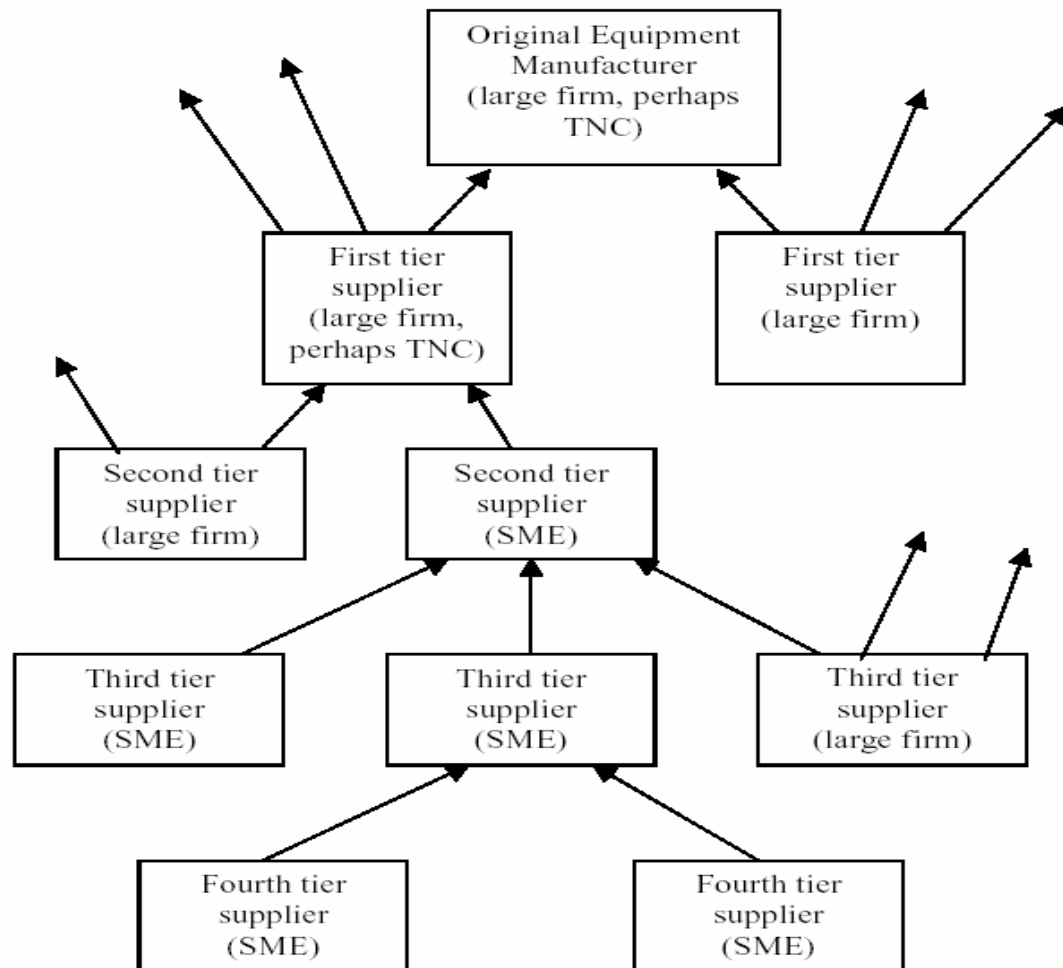 Original Equipment
Manufacturer
(large firm, perhaps
TNC)
First tier
supplier
(large firm,
perhaps TNC)
First tier
supplier
(large firm)
Second tier
supplier
(large firm)
Second tier
supplier
(SME)
Third tier
supplier
(SME)
Third tier
supplier
(SME)
Third tier
supplier
(large firm)
Fourth tier
supplier
(SME)
Fourth tier
supplier
(SME)